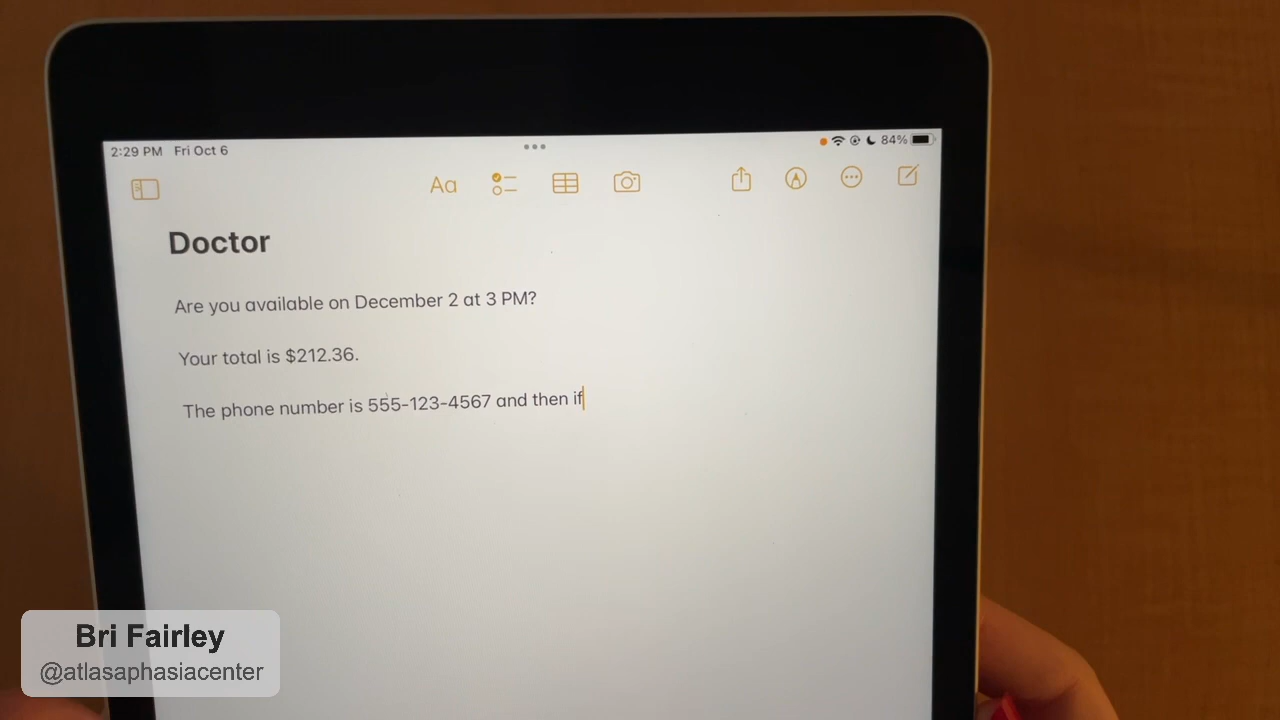 2:29 PM Fri Oct 6
84%
Aa
Doctor
Are you available on December 2 at 3 PM?
Your total is $212.36.
The phone number is 555-123-4567 and then if
Bri Fairley
@atlasaphasiacenter